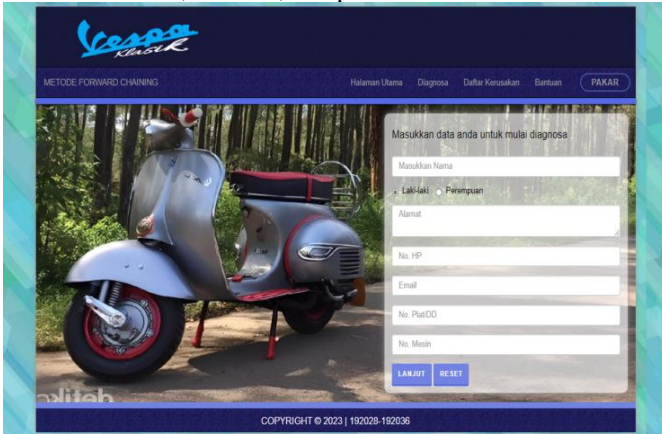 Vespa
Klasik
METODE FORWARD CHAINING
Halaman Utama Diagnosa Daftar Kerusakan Bantuan PAKAR
Masukkan data anda untuk mulai diagnosa
Masukkan Nama
Laki-laki Perempuan
Alamat
No. HP
Email
No. Plat/DD
No. Mesin
LANJUT RESET
COPYRIGHT © 2023 | 192028-192036